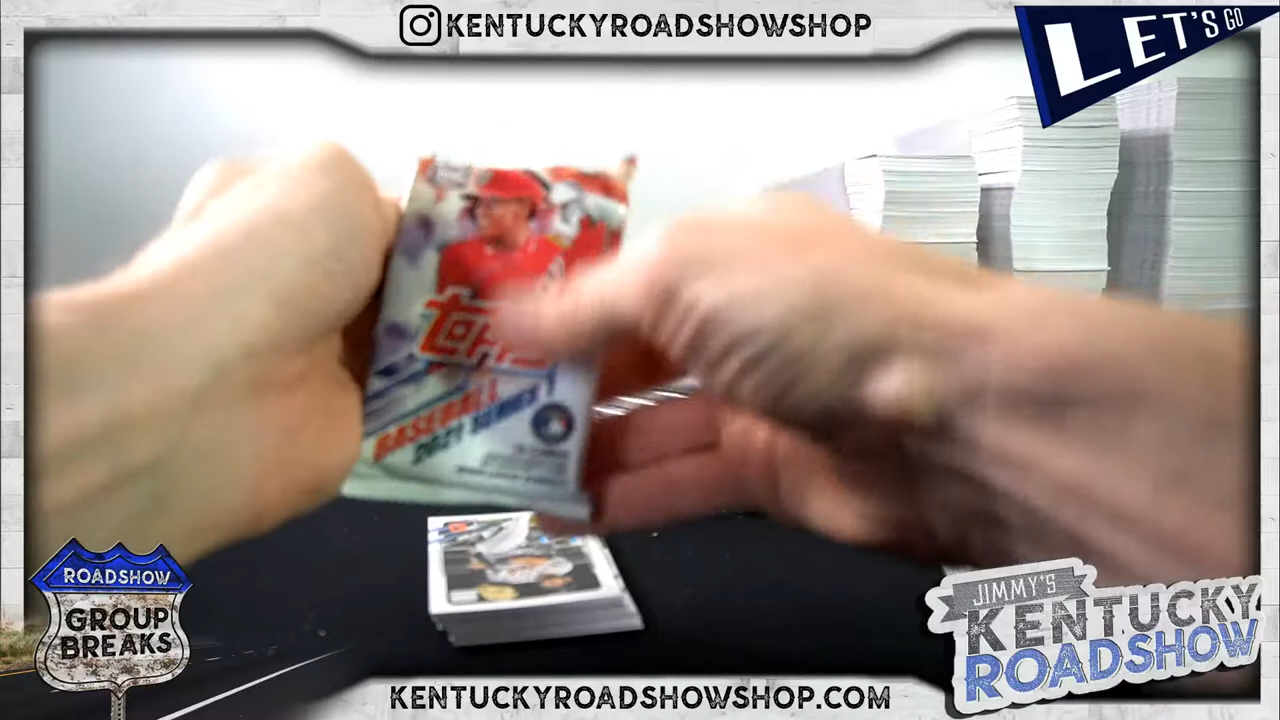 KENTUCKYROADSHOWSHOP
LET'S GO
TOPPS
BASEBALL
2021 SERIES 1
ROADSHOW
GROUP
BREAKS
JIMMY'S
KENTUCKY
ROADSHOW
KENTUCKYROADSHOWSHOP.COM